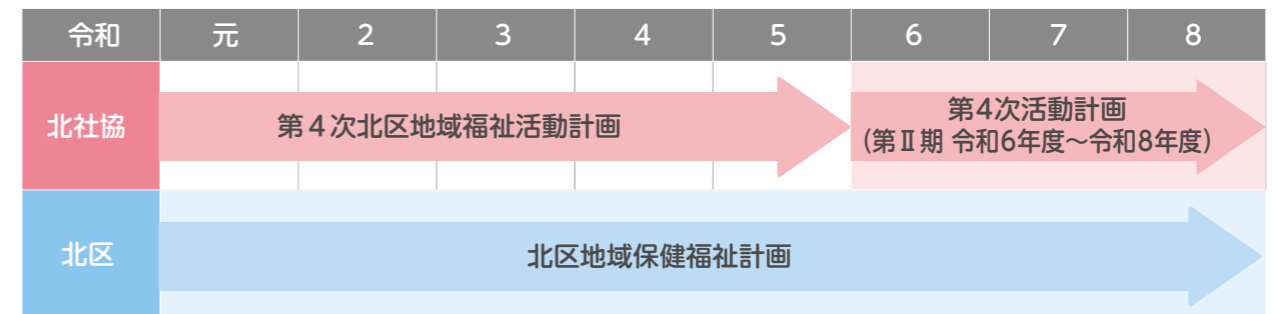 令和 元 2 3 4 5 6 7 8
北社協
第４次北区地域福祉活動計画
第4次活動計画
(第Ⅱ期 令和6年度～令和8年度)
北区
北区地域保健福祉計画